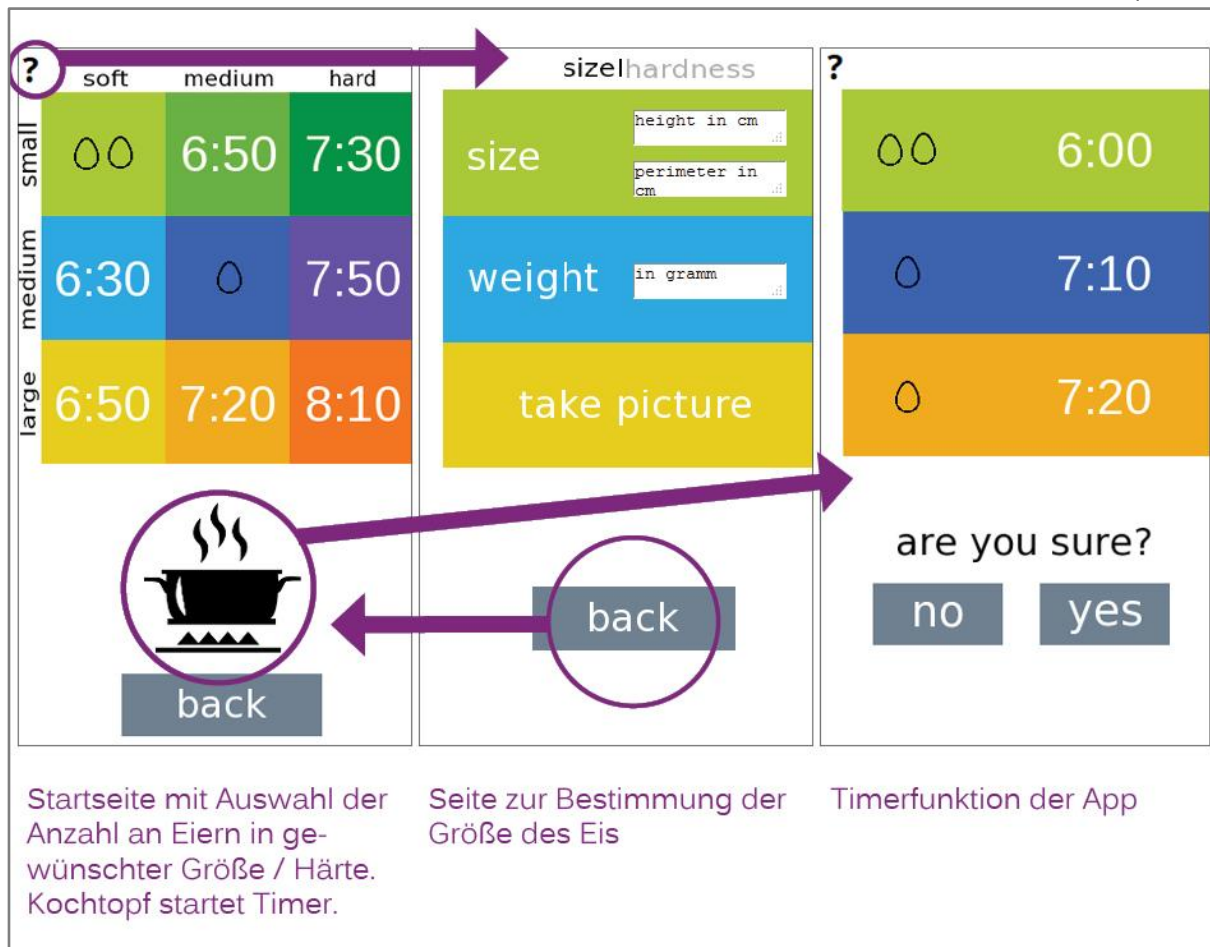 ?
soft medium hard
small
6:50 7:30
medium
6:30 7:50
large
6:50 7:20 8:10
back
Startseite mit Auswahl der
Anzahl an Eiern in ge-
wünschter Größe / Härte.
Kochtopf startet Timer.
size|hardness
size
height in cm
perimeter in
cm
weight
in gramm
take picture
back
Seite zur Bestimmung der
Größe des Eis
?
6:00
7:10
7:20
are you sure?
no yes
Timerfunktion der App